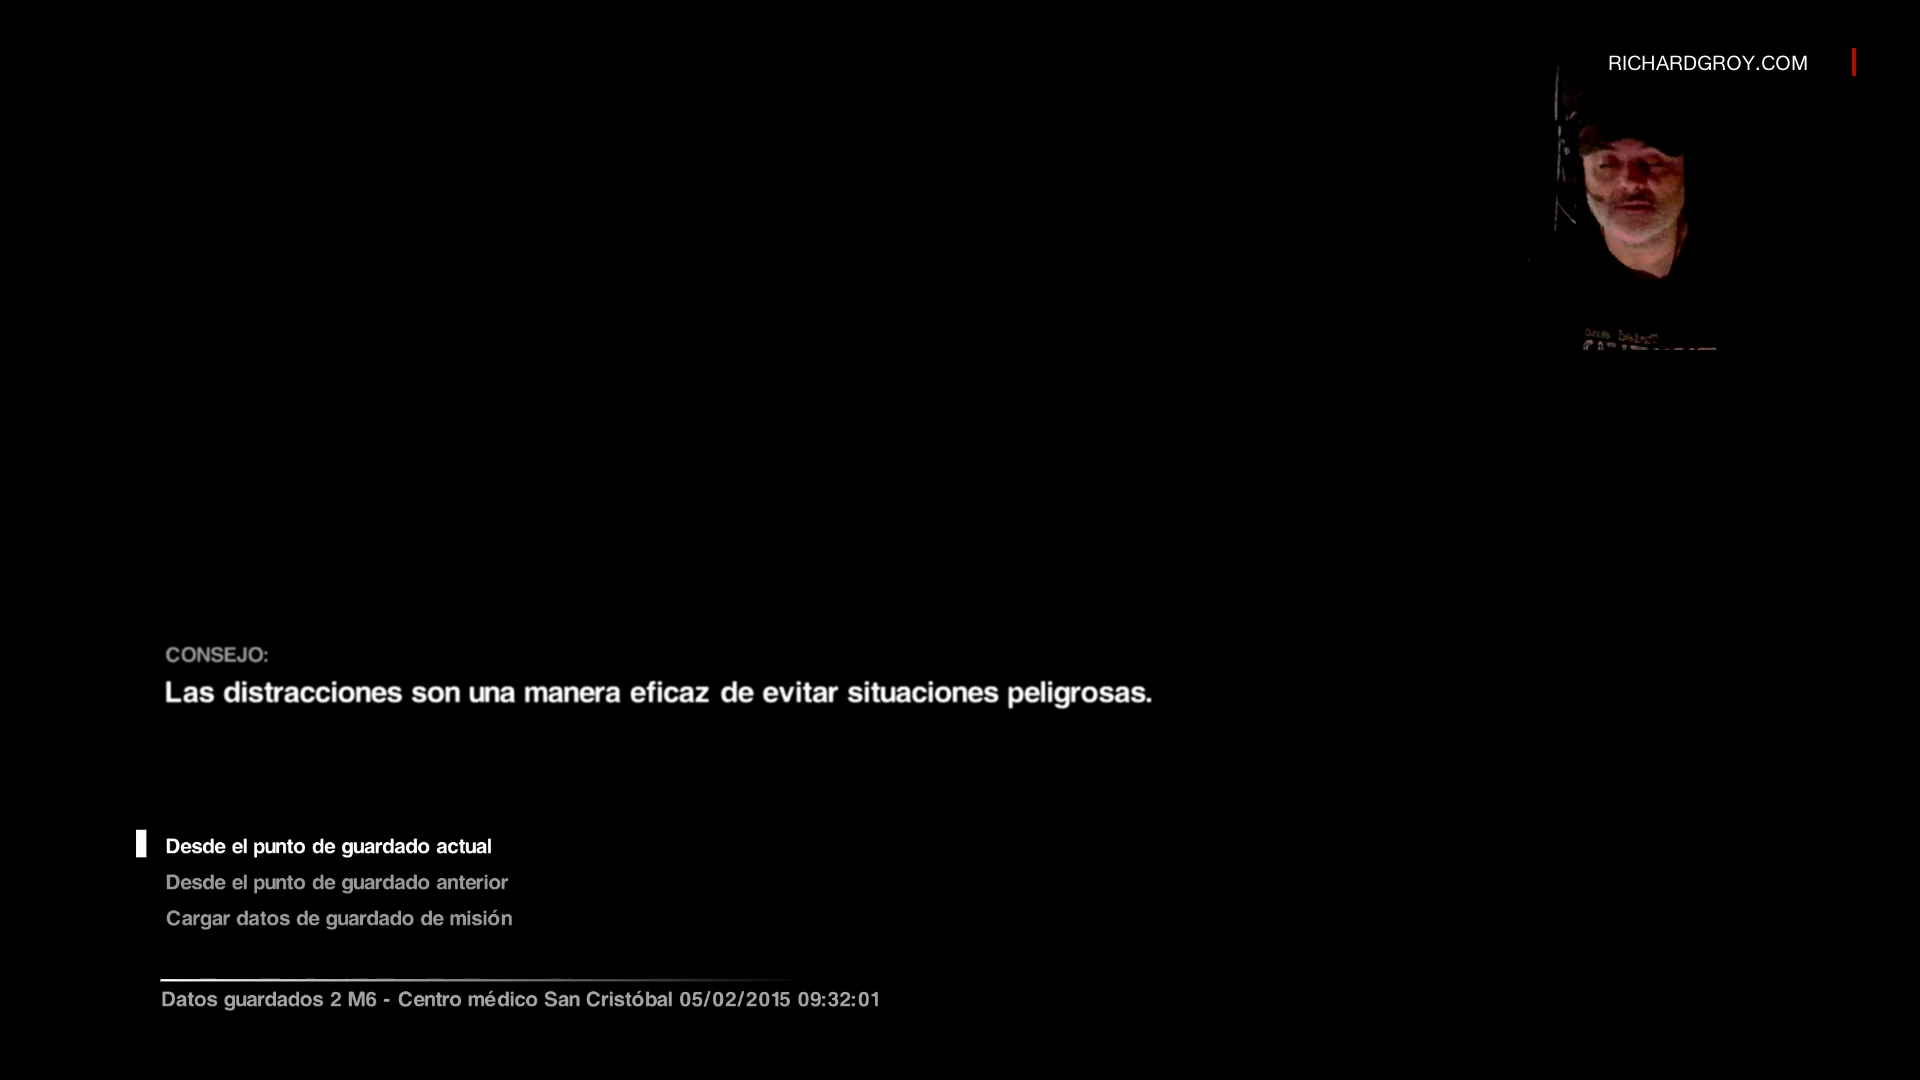 RICHARDGROY.COM
CONSEJO:
Las distracciones son una manera eficaz de evitar situaciones peligrosas.
Desde el punto de guardado actual
Desde el punto de guardado anterior
Cargar datos de guardado de misión
Datos guardados 2 M6 - Centro médico San Cristóbal 05/02/2015 09:32:01